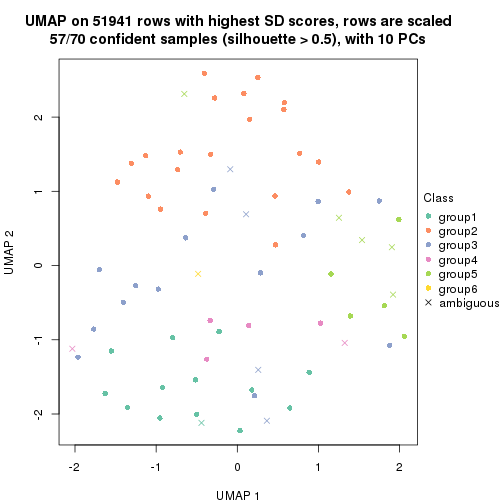 UMAP on 51941 rows with highest SD scores, rows are scaled
57/70 confident samples (silhouette > 0.5), with 10 PCs
UMAP 2
2
1
0
-1
-2
-2
-1
0
1
2
UMAP 1
Class
group1
group2
group3
group4
group5
group6
ambiguous